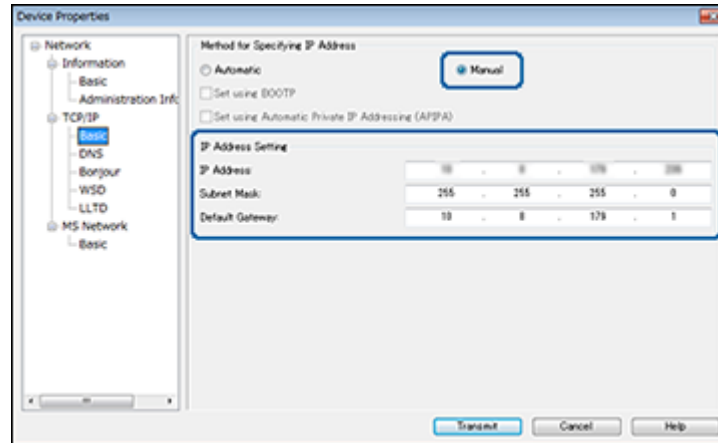 Device Properties
Network
Information
Basic
Administration Info
TCP/IP
Basic
DNS
Bonjour
WSD
LLTD
MS Network
Basic
Method for Specifying IP Address
Automatic
Manual
Set using BOOTP
Set using Automatic Private IP Addressing (APIPA)
IP Address Setting
IP Address:
Subnet Mask: 255 . 255 . 255 . 0
Default Gateway: 10 . 8 . 179 . 1
Transmit Cancel Help